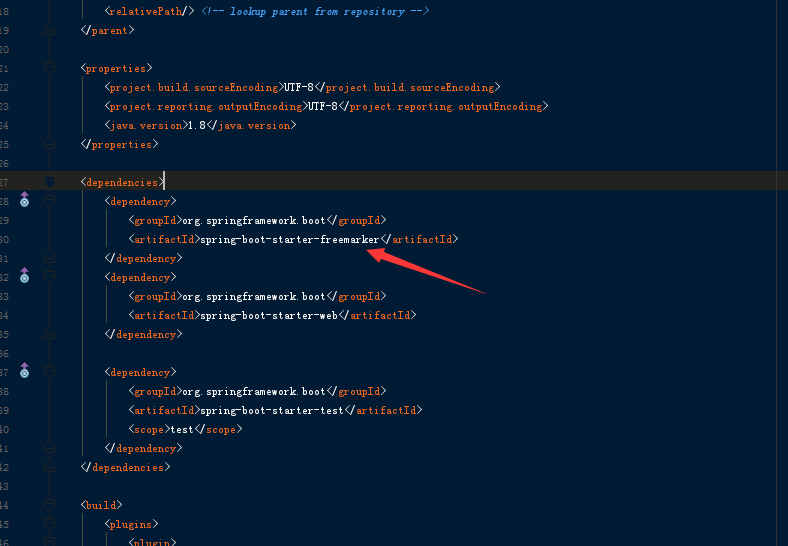 18 <relativePath/> <!-- lookup parent from repository -->
19 </parent>
20
21 <properties>
22 <project.build.sourceEncoding>UTF-8</project.build.sourceEncoding>
23 <project.reporting.outputEncoding>UTF-8</project.reporting.outputEncoding>
24 <java.version>1.8</java.version>
25 </properties>
26
27 <dependencies>
28 <dependency>
29 <groupId>org.springframework.boot</groupId>
30 <artifactId>spring-boot-starter-freemarker</artifactId>
31 </dependency>
32 <dependency>
33 <groupId>org.springframework.boot</groupId>
34 <artifactId>spring-boot-starter-web</artifactId>
35 </dependency>
36
37 <dependency>
38 <groupId>org.springframework.boot</groupId>
39 <artifactId>spring-boot-starter-test</artifactId>
40 <scope>test</scope>
41 </dependency>
42 </dependencies>
43
44 <build>
45 <plugins>
46 <plugin>